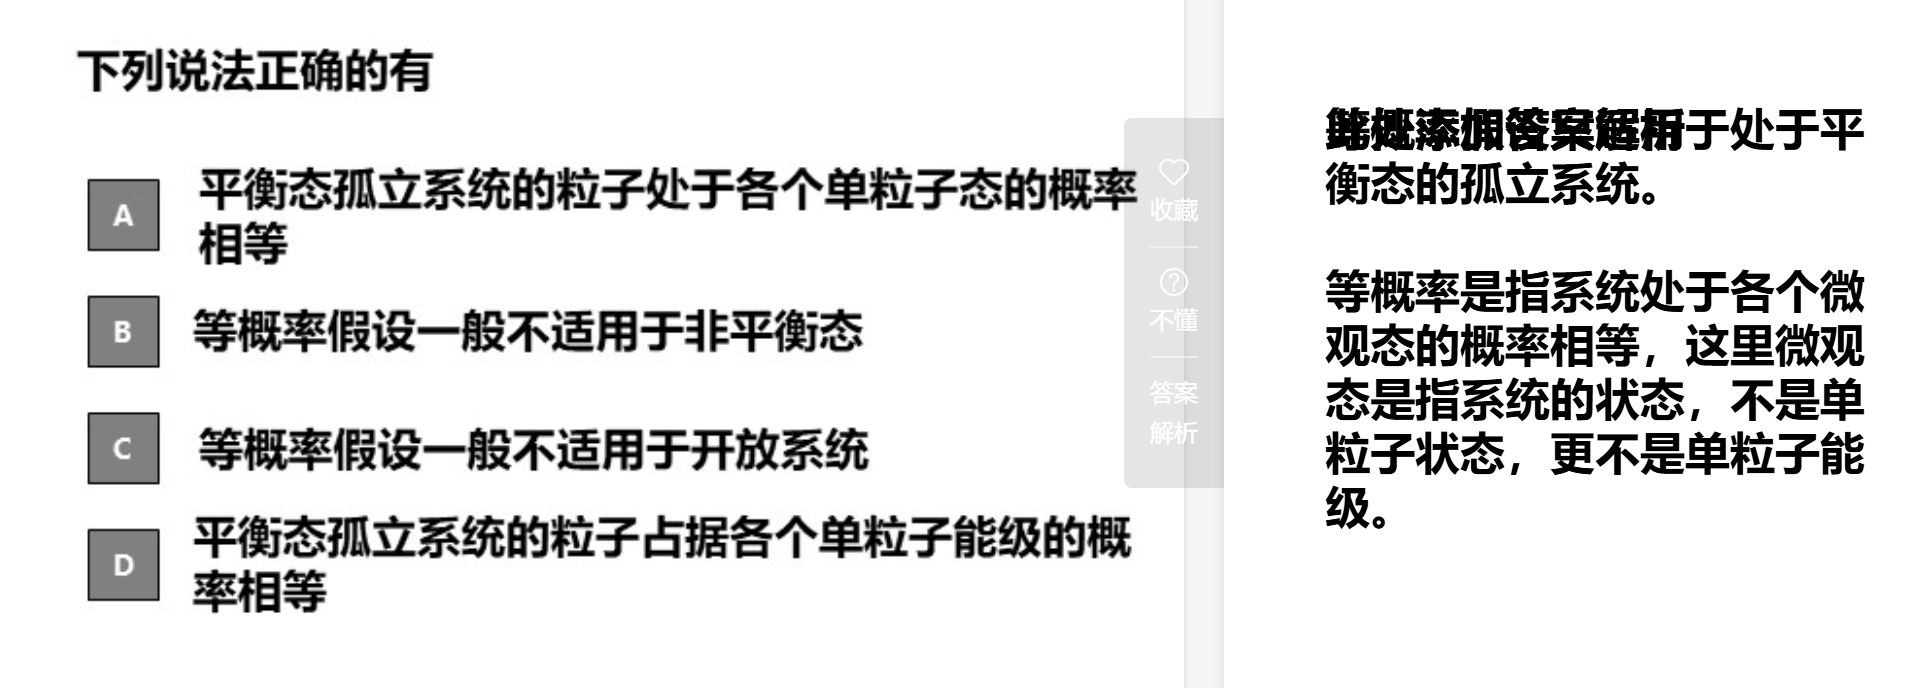 下列说法正确的有
A
平衡态孤立系统的粒子处于各个单粒子态的概率
相等
B
等概率假设一般不适用于非平衡态
C
等概率假设一般不适用于开放系统
D
平衡态孤立系统的粒子占据各个单粒子能级的概
率相等
收藏
不懂
答案
解析
于处于平
衡态的孤立系统。
等概率是指系统处于各个微
观态的概率相等，这里微观
态是指系统的状态，不是单
粒子状态，更不是单粒子能
级。